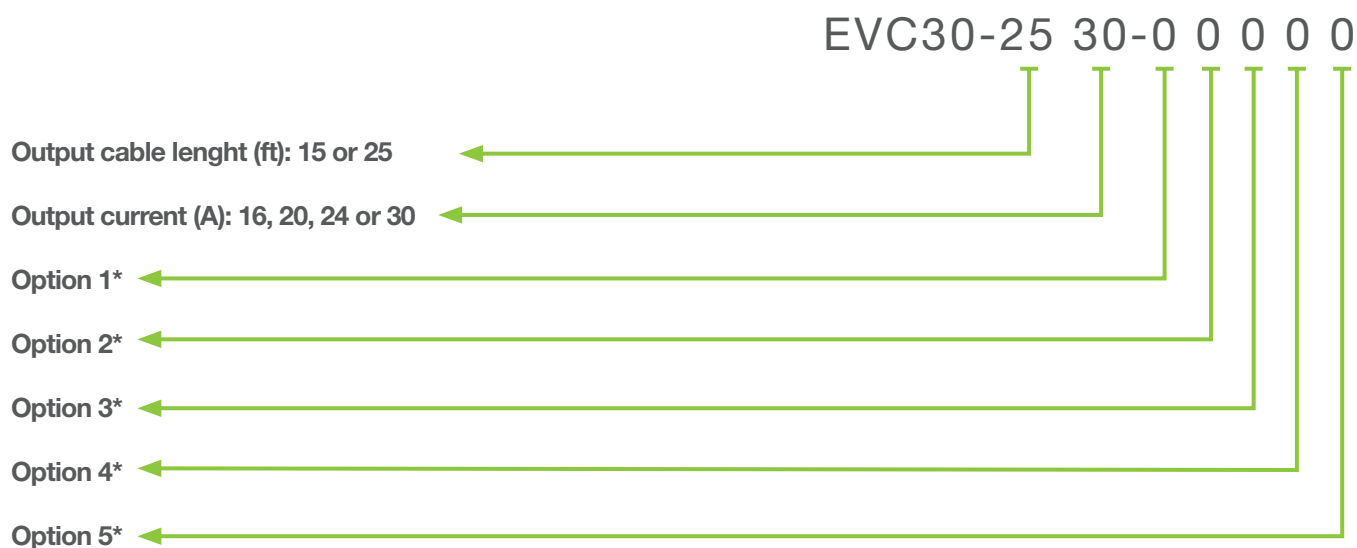 EVC30-25 30-0 0 0 0 0
Output cable lenght (ft): 15 or 25
Output current (A): 16, 20, 24 or 30
Option 1*
Option 2*
Option 3*
Option 4*
Option 5*